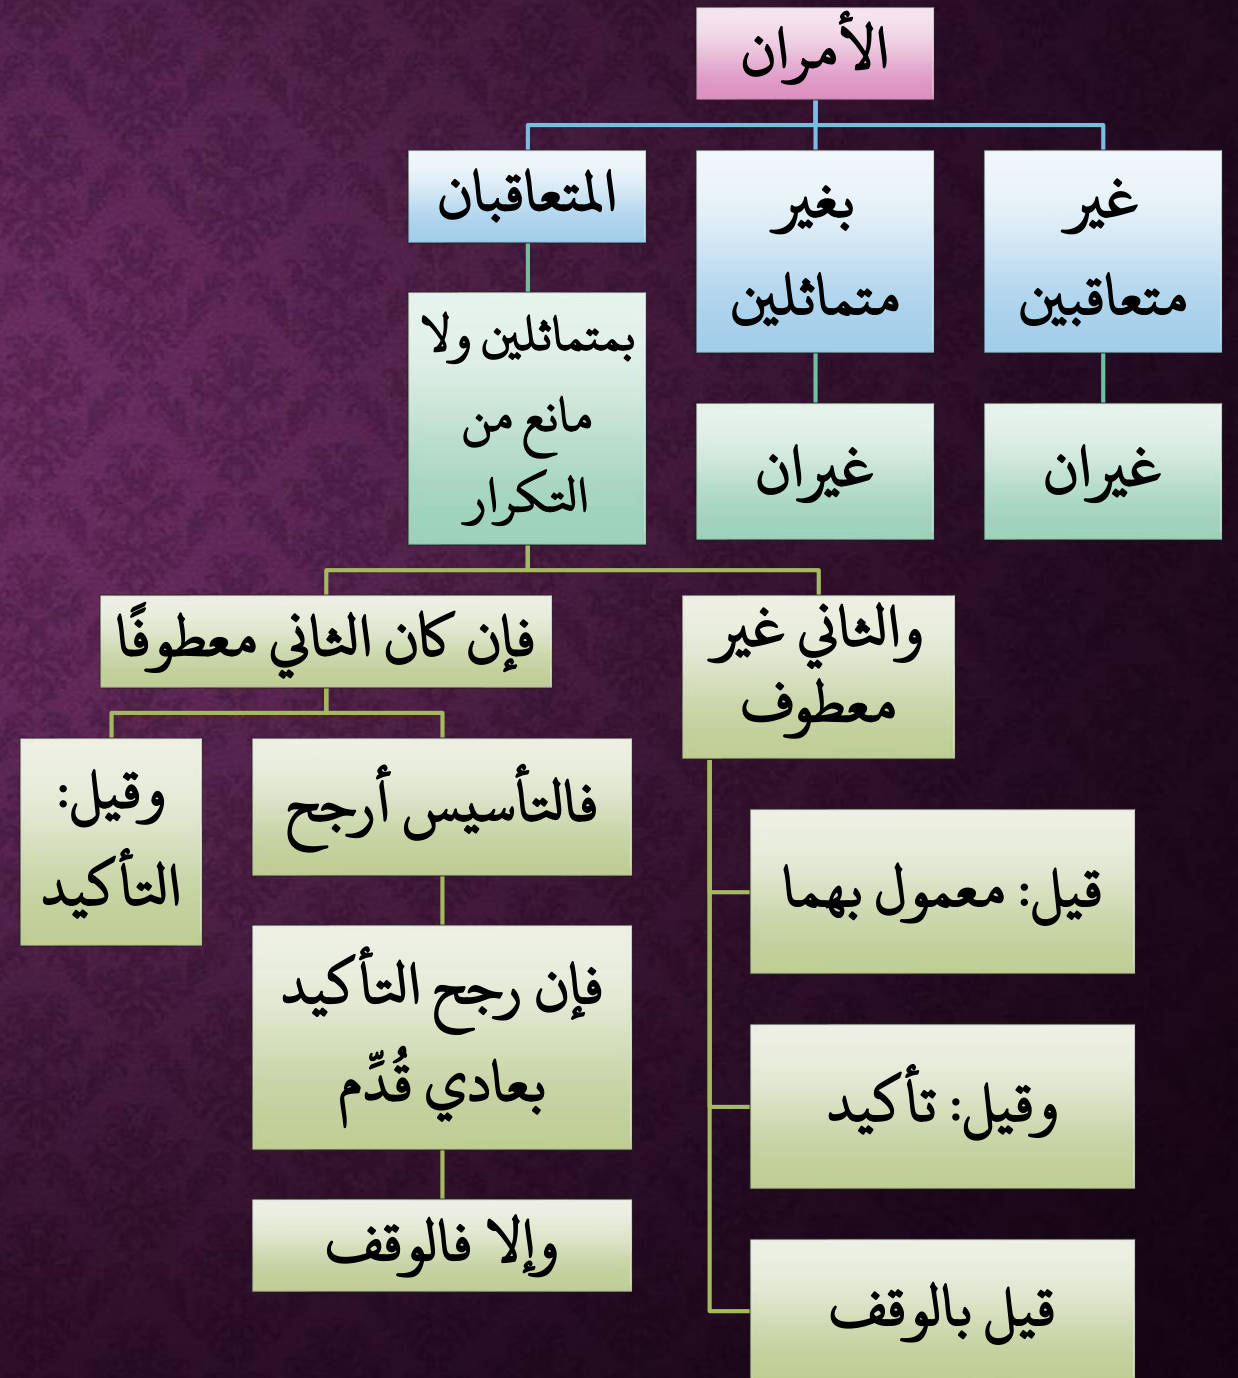 الأمران
غير
متعاقبين
بغير
متماثلين
المتعاقبان
غيران
غيران
بمتماثلين ولا
مانع من
التكرار
والثاني غير
معطوف
فإن كان الثاني معطوفًا
قيل: معمول بهما
وقيل: تأكيد
قيل بالوقف
فالتأسيس أرجح
فإن رجح التأكيد
بعادي قُدِّم
وإلا فالوقف
وقيل:
التأكيد